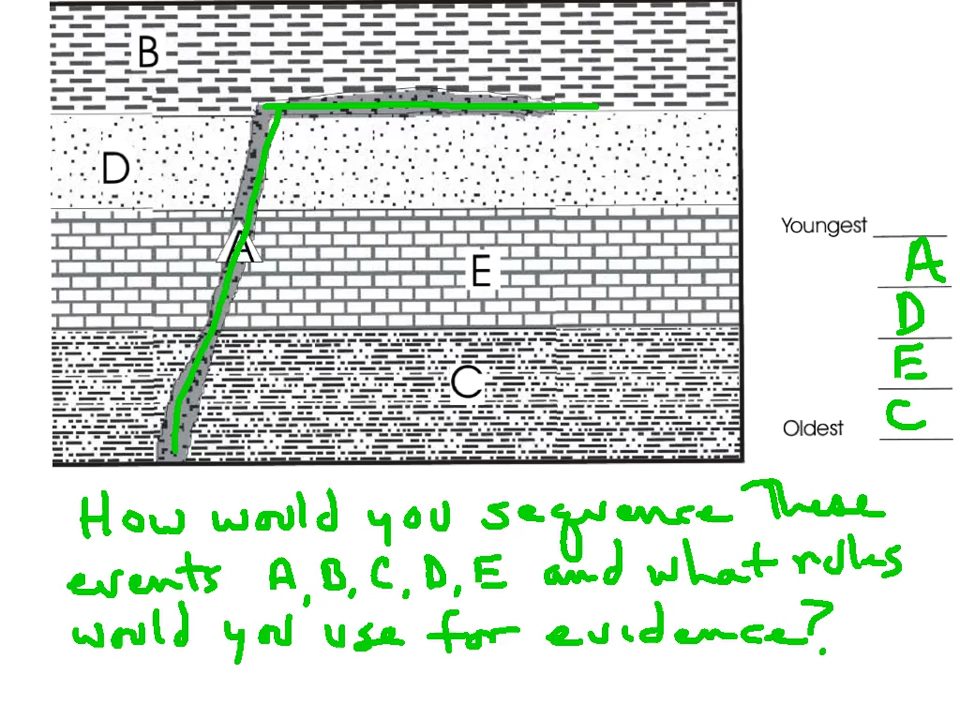 B
D
A
E
C
Youngest
A
D
E
C
Oldest
How would you sequence These
events A, B, C, D, E and what rules
would you use for evidence?